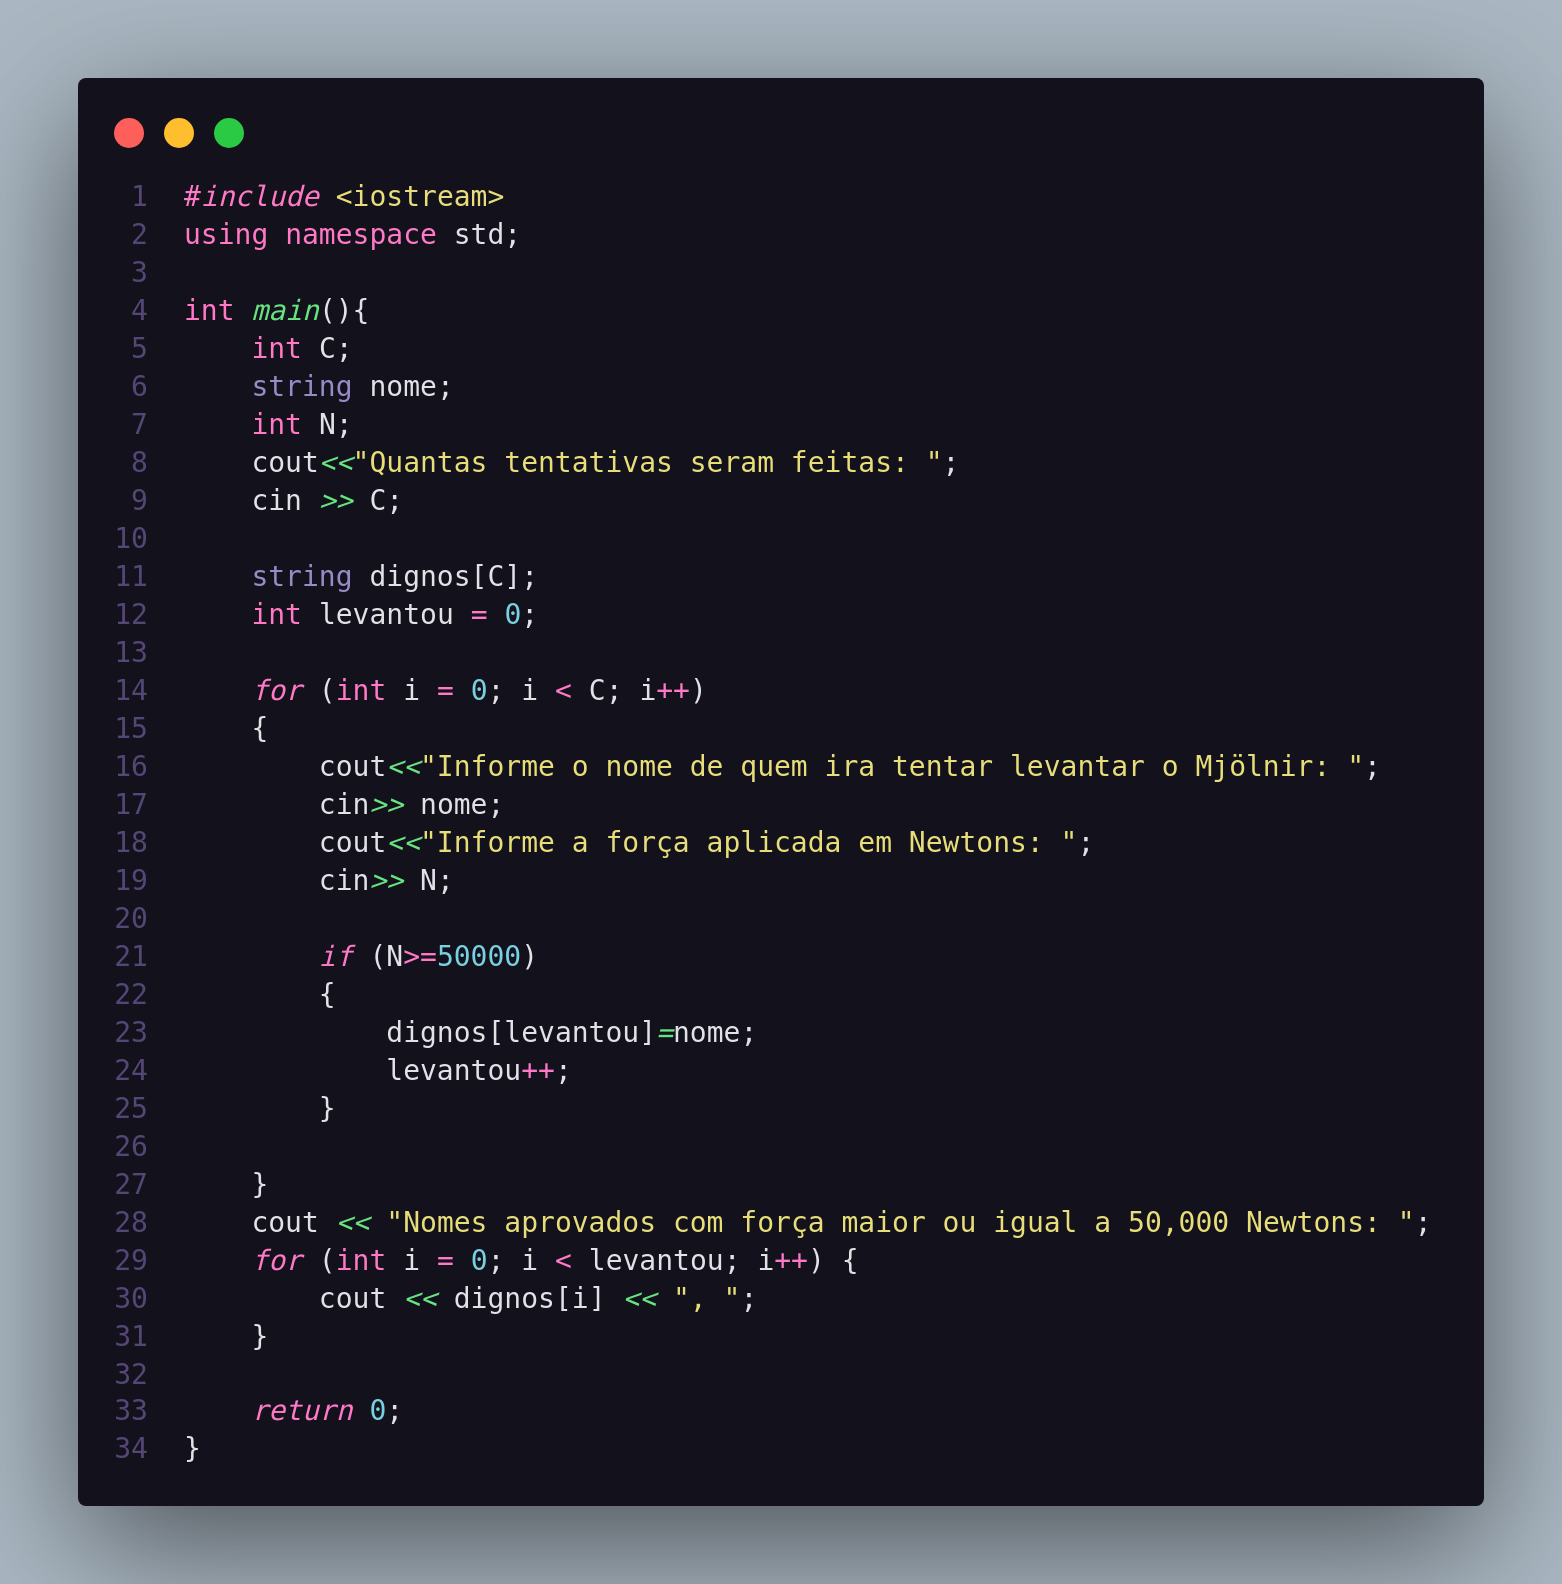 1 #include <iostream>
2 using namespace std;
3
4 int main(){
5     int C;
6     string nome;
7     int N;
8     cout<<"Quantas tentativas seram feitas: ";
9     cin >> C;
10
11     string dignos[C];
12     int levantou = 0;
13
14     for (int i = 0; i < C; i++)
15     {
16         cout<<"Informe o nome de quem ira tentar levantar o Mjölnir: ";
17         cin>> nome;
18         cout<<"Informe a força aplicada em Newtons: ";
19         cin>> N;
20
21         if (N>=50000)
22         {
23             dignos[levantou]=nome;
24             levantou++;
25         }
26
27     }
28     cout << "Nomes aprovados com força maior ou igual a 50,000 Newtons: ";
29     for (int i = 0; i < levantou; i++) {
30         cout << dignos[i] << ", ";
31     }
32
33     return 0;
34 }